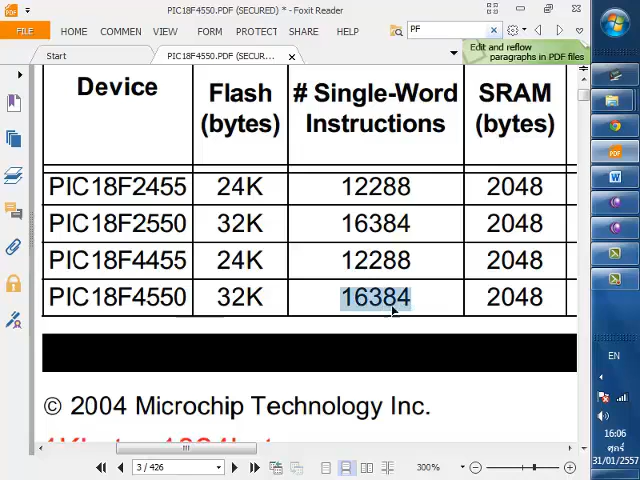 PIC18F4550.PDF (SECURED) * - Foxit Reader
FILE HOME COMMEN VIEW FORM PROTECT SHARE HELP PF
Start PIC18F4550.PDF (SECUR... Edit and reflow
paragraphs in PDF files
Device Flash (bytes) # Single-Word Instructions SRAM (bytes)
PIC18F2455 24K 12288 2048
PIC18F2550 32K 16384 2048
PIC18F4455 24K 12288 2048
PIC18F4550 32K 16384 2048
© 2004 Microchip Technology Inc.
3 / 426 300%
EN
16:06
ศุกร์
31/01/2557